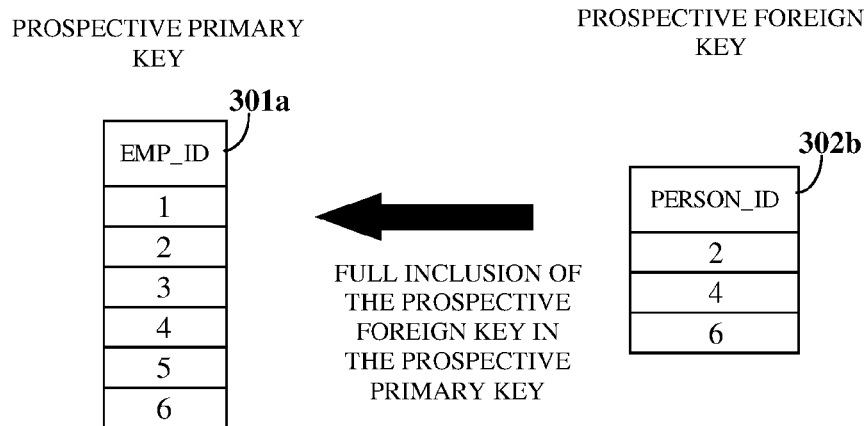 PROSPECTIVE PRIMARY
KEY
301a
EMP_ID
1
2
3
4
5
6
FULL INCLUSION OF
THE PROSPECTIVE
FOREIGN KEY IN
THE PROSPECTIVE
PRIMARY KEY
PROSPECTIVE FOREIGN
KEY
302b
PERSON_ID
2
4
6